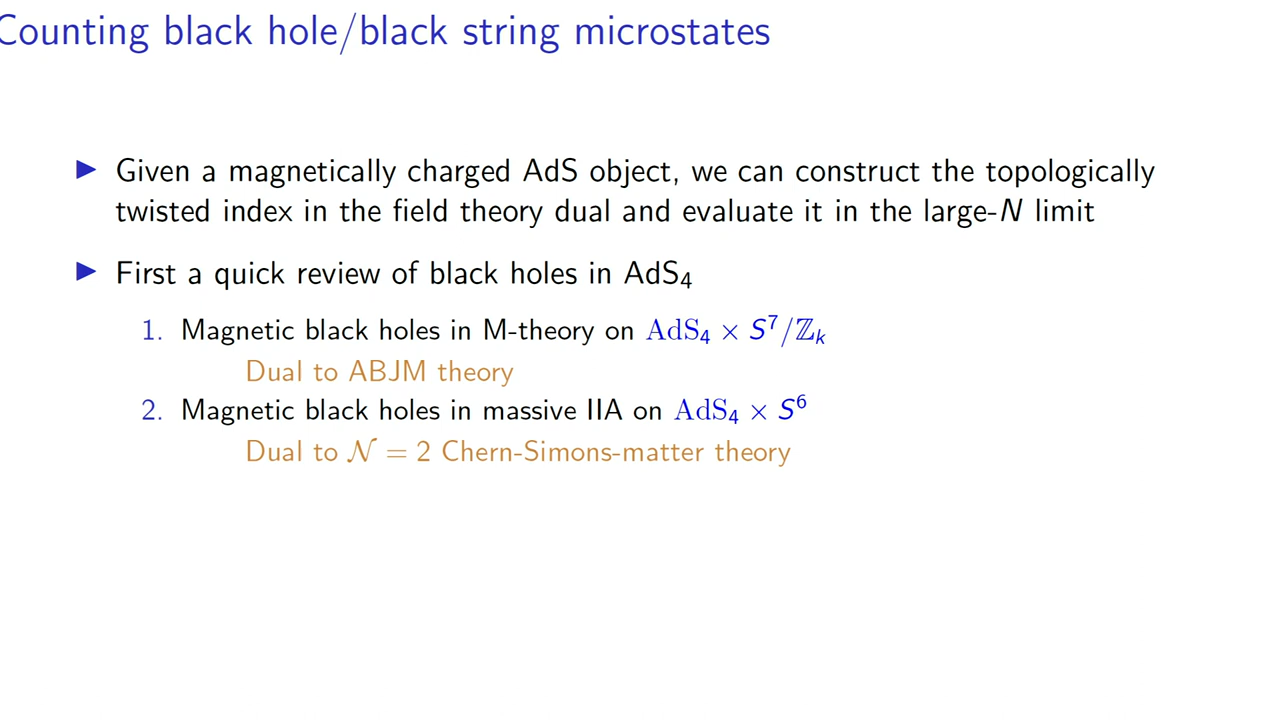 Counting black hole/black string microstates
▶ Given a magnetically charged AdS object, we can construct the topologically
twisted index in the field theory dual and evaluate it in the large-N limit
▶ First a quick review of black holes in AdS₄
1. Magnetic black holes in M-theory on AdS₄ × S⁷/ℤₖ
Dual to ABJM theory
2. Magnetic black holes in massive IIA on AdS₄ × S⁶
Dual to 𝒩 = 2 Chern-Simons-matter theory